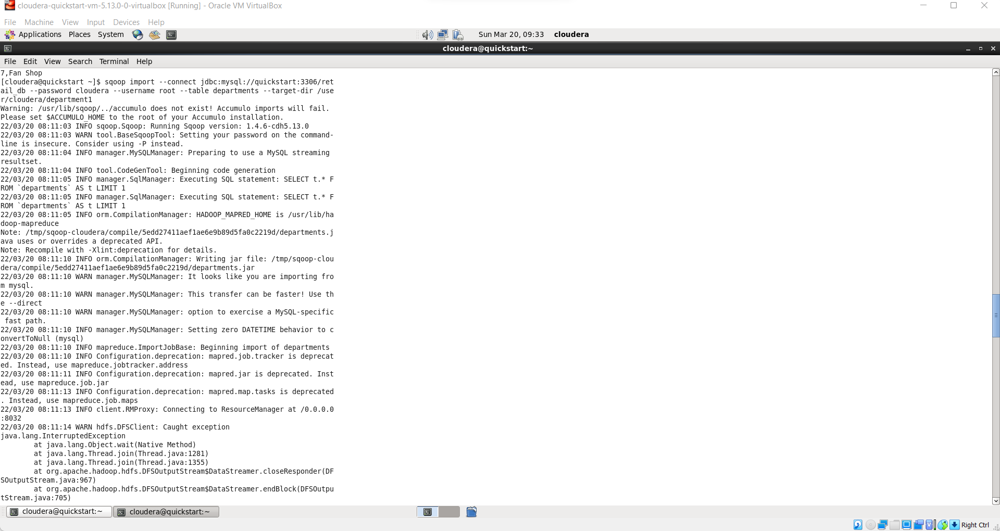 cloudera-quickstart-vm-5.13.0-0-virtualbox [Running] - Oracle VM VirtualBox
File Machine View Input Devices Help
Applications Places System Sun Mar 20, 09:33 cloudera
cloudera@quickstart:~
File Edit View Search Terminal Help
7,Fan Shop
[cloudera@quickstart ~]$ sqoop import --connect jdbc:mysql://quickstart:3306/ret
ail_db --password cloudera --username root --table departments --target-dir /use
r/cloudera/department1
Warning: /usr/lib/sqoop/../accumulo does not exist! Accumulo imports will fail.
Please set $ACCUMULO_HOME to the root of your Accumulo installation.
22/03/20 08:11:03 INFO sqoop.Sqoop: Running Sqoop version: 1.4.6-cdh5.13.0
22/03/20 08:11:03 WARN tool.BaseSqoopTool: Setting your password on the command-
line is insecure. Consider using -P instead.
22/03/20 08:11:04 INFO manager.MySQLManager: Preparing to use a MySQL streaming
resultset.
22/03/20 08:11:04 INFO tool.CodeGenTool: Beginning code generation
22/03/20 08:11:05 INFO manager.SqlManager: Executing SQL statement: SELECT t.* F
ROM `departments` AS t LIMIT 1
22/03/20 08:11:05 INFO manager.SqlManager: Executing SQL statement: SELECT t.* F
ROM `departments` AS t LIMIT 1
22/03/20 08:11:05 INFO orm.CompilationManager: HADOOP_MAPRED_HOME is /usr/lib/ha
doop-mapreduce
Note: /tmp/sqoop-cloudera/compile/5edd27411aef1ae6e9b89d5fa0c2219d/departments.j
ava uses or overrides a deprecated API.
Note: Recompile with -Xlint:deprecation for details.
22/03/20 08:11:10 INFO orm.CompilationManager: Writing jar file: /tmp/sqoop-clou
dera/compile/5edd27411aef1ae6e9b89d5fa0c2219d/departments.jar
22/03/20 08:11:10 WARN manager.MySQLManager: It looks like you are importing fro
m mysql.
22/03/20 08:11:10 WARN manager.MySQLManager: This transfer can be faster! Use th
e --direct
22/03/20 08:11:10 WARN manager.MySQLManager: option to exercise a MySQL-specific
 fast path.
22/03/20 08:11:10 INFO manager.MySQLManager: Setting zero DATETIME behavior to c
onvertToNull (mysql)
22/03/20 08:11:10 INFO mapreduce.ImportJobBase: Beginning import of departments
22/03/20 08:11:10 INFO Configuration.deprecation: mapred.job.tracker is deprecat
ed. Instead, use mapreduce.jobtracker.address
22/03/20 08:11:11 INFO Configuration.deprecation: mapred.jar is deprecated. Inst
ead, use mapreduce.job.jar
22/03/20 08:11:13 INFO Configuration.deprecation: mapred.map.tasks is deprecated
. Instead, use mapreduce.job.maps
22/03/20 08:11:13 INFO client.RMProxy: Connecting to ResourceManager at /0.0.0.0
:8032
22/03/20 08:11:14 WARN hdfs.DFSClient: Caught exception
java.lang.InterruptedException
        at java.lang.Object.wait(Native Method)
        at java.lang.Thread.join(Thread.java:1281)
        at java.lang.Thread.join(Thread.java:1355)
        at org.apache.hadoop.hdfs.DFSOutputStream$DataStreamer.closeResponder(DF
SOutputStream.java:967)
        at org.apache.hadoop.hdfs.DFSOutputStream$DataStreamer.endBlock(DFSOutpu
tStream.java:705)
cloudera@quickstart:~ cloudera@quickstart:~
Right Ctrl